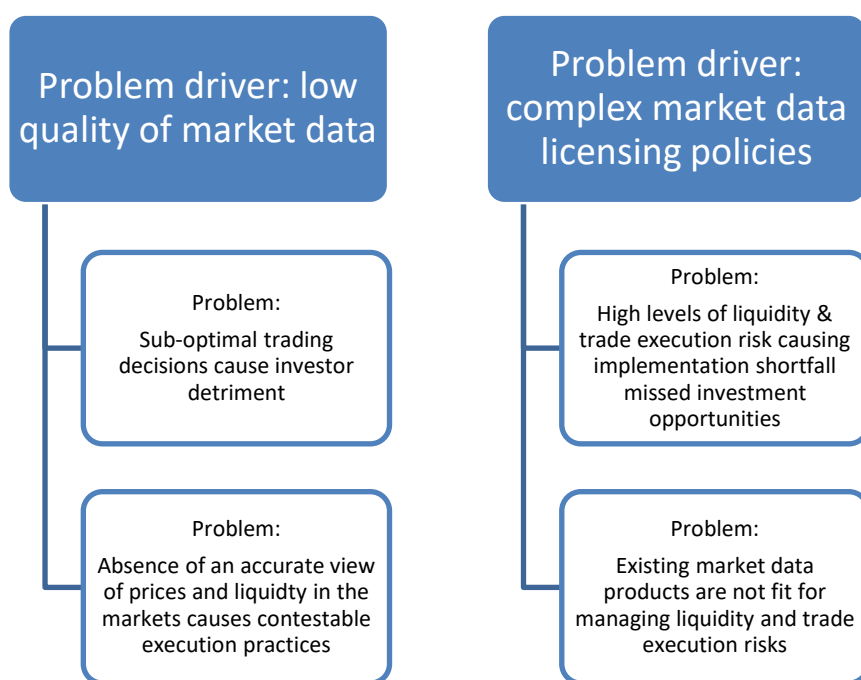 Problem driver: low
quality of market data
Problem:
Sub-optimal trading
decisions cause investor
detriment
Problem:
Absence of an accurate view
of prices and liquidty in the
markets causes contestable
execution practices
Problem driver:
complex market data
licensing policies
Problem:
High levels of liquidity &
trade execution risk causing
implementation shortfall
missed investment
opportunities
Problem:
Existing market data
products are not fit for
managing liquidity and trade
execution risks